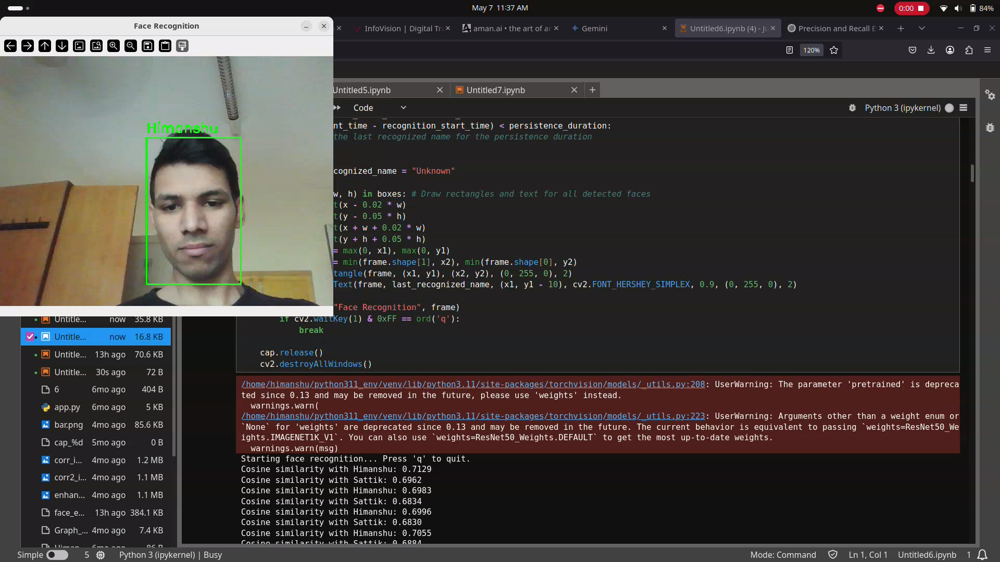 May 7 11:37 AM
0:00
84%
Face Recognition
InfoVision | Digital Tr
aman.ai • the art of ar
Gemini
Untitled6.ipynb (4) - Ju
Precision and Recall E
120%
Himanshu
Untitled5.ipynb
Untitled7.ipynb
Code
Python 3 (ipykernel)
nt_time - recognition_start_time) < persistence_duration:
the last recognized name for the persistence duration
cognized_name = "Unknown"
w, h) in boxes: # Draw rectangles and text for all detected faces
t(x - 0.02 * w)
t(y - 0.05 * h)
t(x + w + 0.02 * w)
t(y + h + 0.05 * h)
= max(0, x1), max(0, y1)
= min(frame.shape[1], x2), min(frame.shape[0], y2)
tangle(frame, (x1, y1), (x2, y2), (0, 255, 0), 2)
Text(frame, last_recognized_name, (x1, y1 - 10), cv2.FONT_HERSHEY_SIMPLEX, 0.9, (0, 255, 0), 2)
"Face Recognition", frame)
if cv2.waitKey(1) & 0xFF == ord('q'):
break
cap.release()
cv2.destroyAllWindows()
/home/himanshu/python311_env/venv/lib/python3.11/site-packages/torchvision/models/_utils.py:208: UserWarning: The parameter 'pretrained' is depreca
ted since 0.13 and may be removed in the future, please use 'weights' instead.
warnings.warn(
/home/himanshu/python311_env/venv/lib/python3.11/site-packages/torchvision/models/_utils.py:223: UserWarning: Arguments other than a weight enum or
`None` for 'weights' are deprecated since 0.13 and may be removed in the future. The current behavior is equivalent to passing `weights=ResNet50_We
ights.IMAGENET1K_V1`. You can also use `weights=ResNet50_Weights.DEFAULT` to get the most up-to-date weights.
warnings.warn(msg)
Starting face recognition... Press 'q' to quit.
Cosine similarity with Himanshu: 0.7129
Cosine similarity with Sattik: 0.6962
Cosine similarity with Himanshu: 0.6983
Cosine similarity with Sattik: 0.6834
Cosine similarity with Himanshu: 0.6996
Cosine similarity with Sattik: 0.6830
Cosine similarity with Himanshu: 0.7055
Cosine similarity with Sattik: 0.6884
Untitle... now 35.8 KB
Untitle... now 16.8 KB
Untitle... 13h ago 70.6 KB
Untitle... 30s ago 72 B
6 6mo ago 404 B
app.py 6mo ago 5 KB
bar.png 4mo ago 85.6 KB
cap_%d 5mo ago 0 B
corr_i... 4mo ago 1.2 MB
corr2_i... 4mo ago 1.1 MB
enhan... 4mo ago 1.1 MB
face_e... 13h ago 384.1 KB
Graph_... 4mo ago 7.4 KB
Himan... 6mo ago 86 B
Simple 5 Python 3 (ipykernel) | Busy
Mode: Command Ln 1, Col 1 Untitled6.ipynb 1